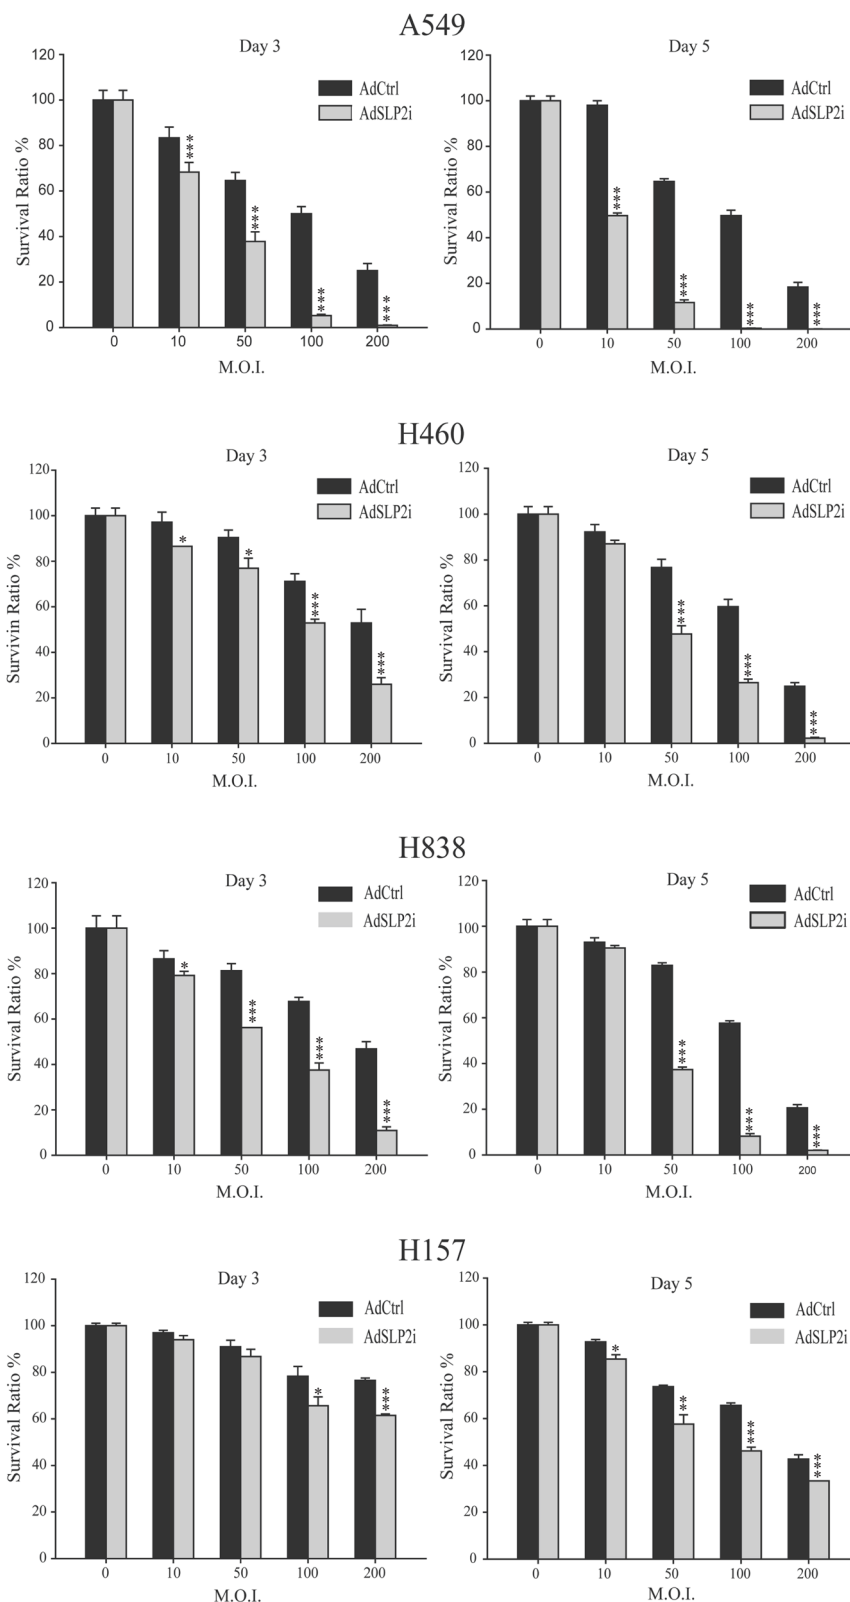 A549
Day 3
120
100
80
60
40
20
0
Survival Ratio %
AdCtrl
AdSLP2i
***
***
***
***
0 10 50 100 200
M.O.I.
Day 5
120
100
80
60
40
20
0
Survival Ratio %
AdCtrl
AdSLP2i
***
***
***
***
0 10 50 100 200
M.O.I.
H460
Day 3
120
100
80
60
40
20
0
Survivin Ratio %
AdCtrl
AdSLP2i
*
*
***
***
0 10 50 100 200
M.O.I.
Day 5
120
100
80
60
40
20
0
Survival Ratio %
AdCtrl
AdSLP2i
***
***
***
0 10 50 100 200
M.O.I.
H838
Day 3
120
100
80
60
40
20
0
Survival Ratio %
AdCtrl
AdSLP2i
*
***
***
***
0 10 50 100 200
M.O.I.
Day 5
120
100
80
60
40
20
0
Survival Ratio %
AdCtrl
AdSLP2i
***
***
***
0 10 50 100 200
M.O.I.
H157
Day 3
120
100
80
60
40
20
0
Survival Ratio %
AdCtrl
AdSLP2i
*
***
0 10 50 100 200
M.O.I.
Day 5
120
100
80
60
40
20
0
Survival Ratio %
AdCtrl
AdSLP2i
*
**
***
***
0 10 50 100 200
M.O.I.